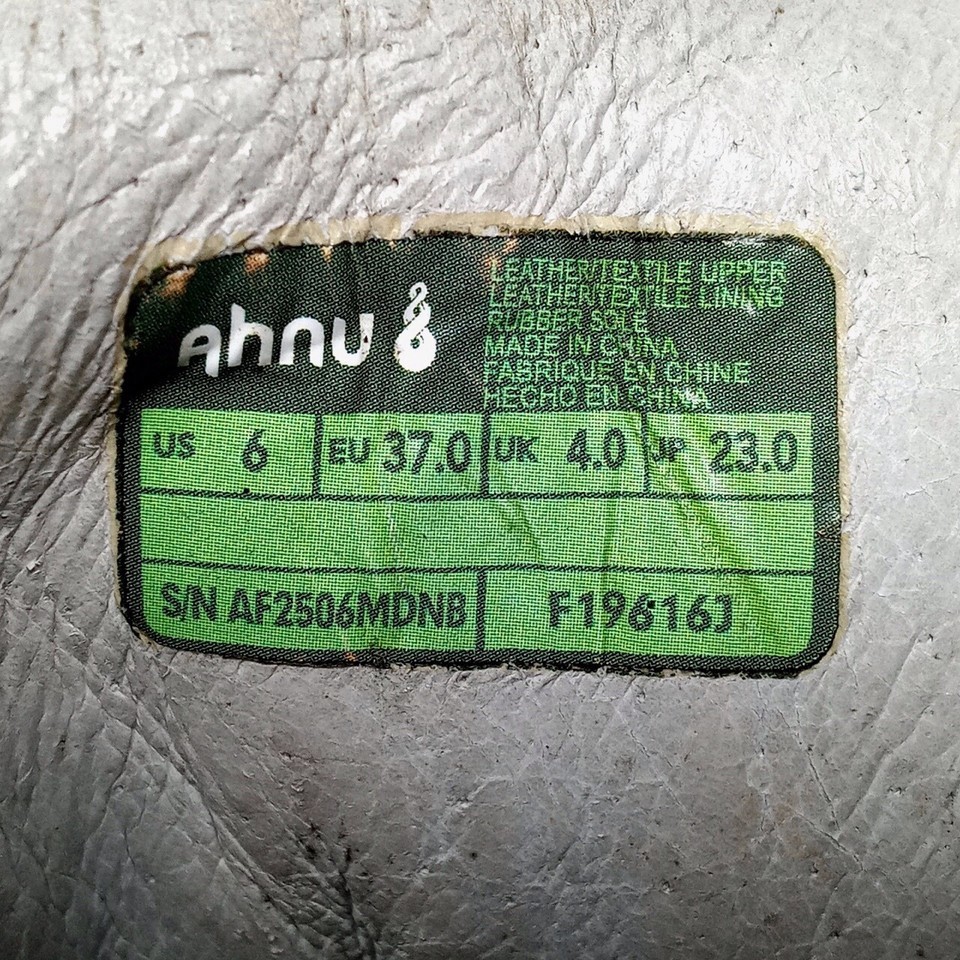 ahnu
LEATHER/TEXTILE UPPER
LEATHER/TEXTILE LINING
RUBBER SOLE
MADE IN CHINA
FABRIQUE EN CHINE
HECHO EN CHINA
US 6 EU 37.0 UK 4.0 JP 23.0
S/N AF2506MDNB F19616J